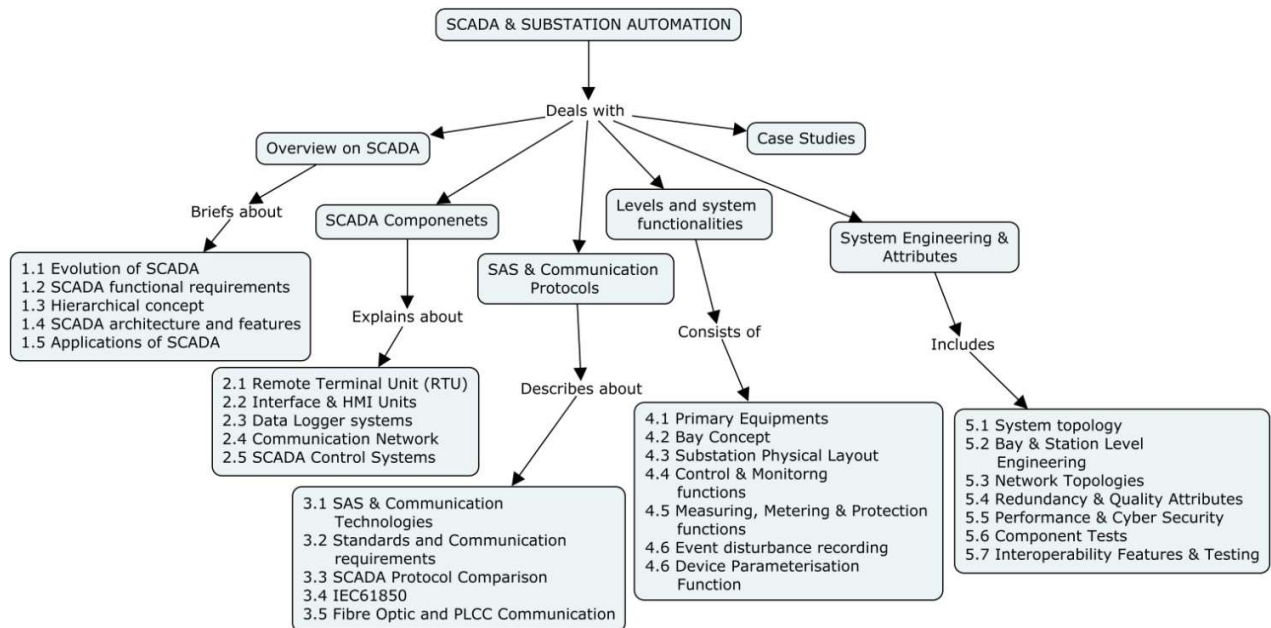 SCADA & SUBSTATION AUTOMATION
Deals with
Overview on SCADA
Case Studies
Briefs about
SCADA Componenets
Levels and system
functionalities
System Engineering &
Attributes
1.1 Evolution of SCADA
1.2 SCADA functional requirements
1.3 Hierarchical concept
1.4 SCADA architecture and features
1.5 Applications of SCADA
Explains about
SAS & Communication
Protocols
Consists of
Includes
2.1 Remote Terminal Unit (RTU)
2.2 Interface & HMI Units
2.3 Data Logger systems
2.4 Communication Network
2.5 SCADA Control Systems
Describes about
3.1 SAS & Communication
Technologies
3.2 Standards and Communication
requirements
3.3 SCADA Protocol Comparison
3.4 IEC61850
3.5 Fibre Optic and PLCC Communication
4.1 Primary Equipments
4.2 Bay Concept
4.3 Substation Physical Layout
4.4 Control & Monitorng
functions
4.5 Measuring, Metering & Protection
functions
4.6 Event disturbance recording
4.6 Device Parameterisation
Function
5.1 System topology
5.2 Bay & Station Level
Engineering
5.3 Network Topologies
5.4 Redundancy & Quality Attributes
5.5 Performance & Cyber Security
5.6 Component Tests
5.7 Interoperability Features & Testing